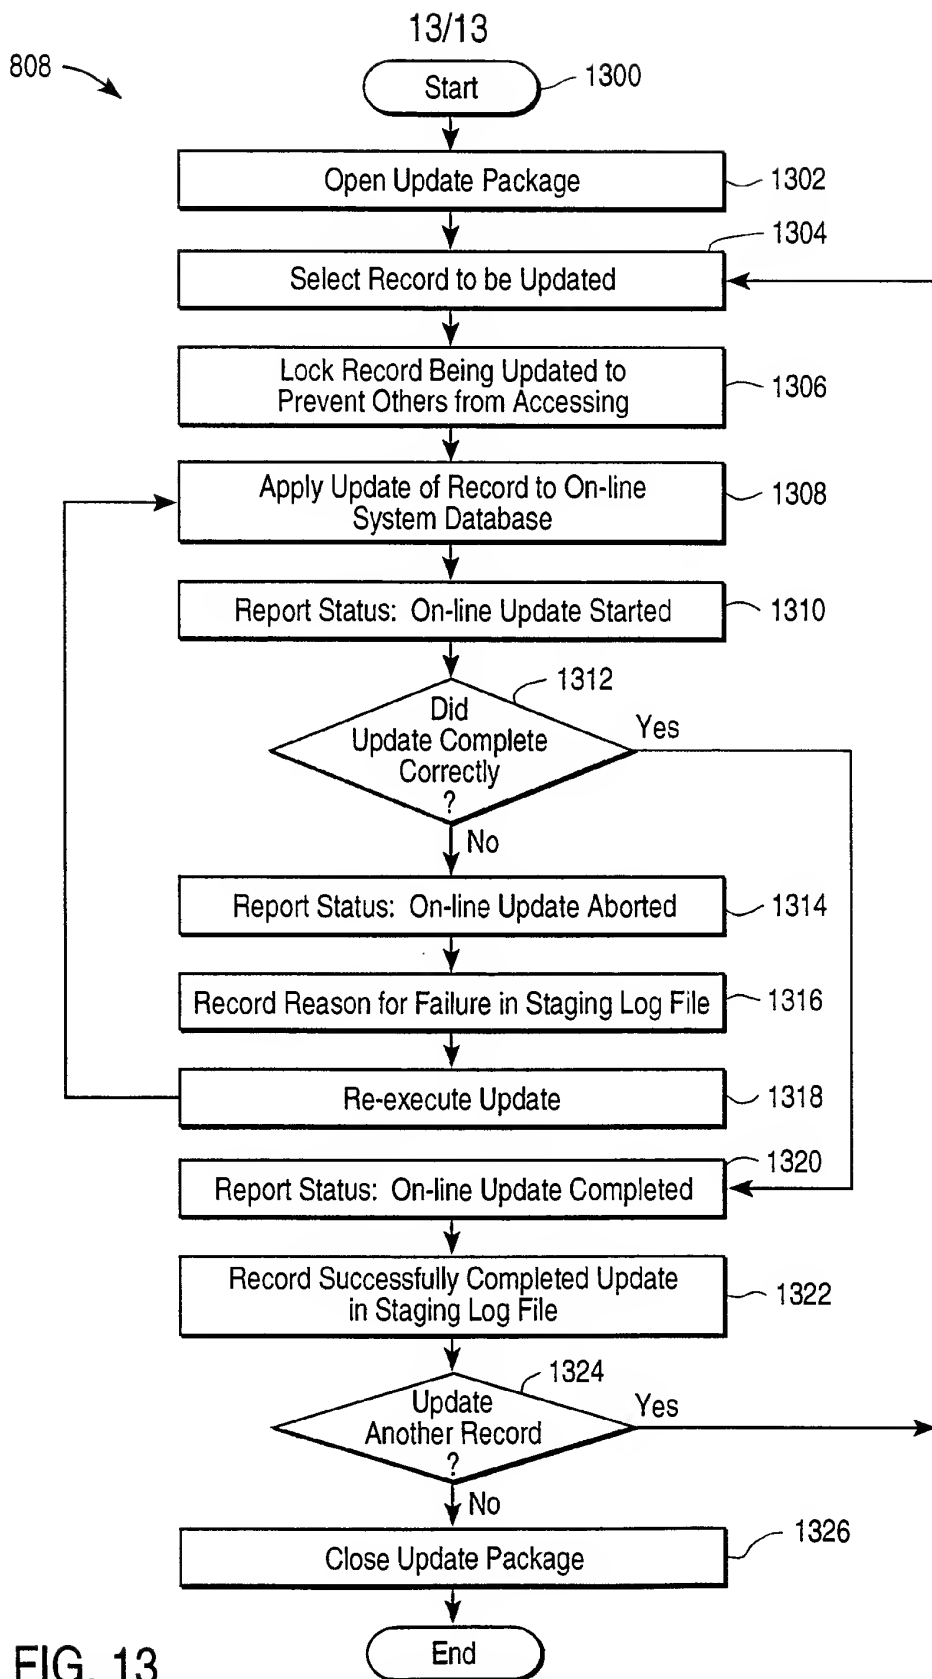 13/13
808
Start
1300
Open Update Package
1302
1304
Select Record to be Updated
Lock Record Being Updated to
Prevent Others from Accessing
1306
Apply Update of Record to On-line
System Database
1308
Report Status: On-line Update Started
1310
1312
Did
Update Complete
Correctly
?
Yes
No
Report Status: On-line Update Aborted
1314
Record Reason for Failure in Staging Log File
1316
Re-execute Update
1318
1320
Report Status: On-line Update Completed
Record Successfully Completed Update
in Staging Log File
1322
1324
Update
Another Record
?
Yes
No
1326
Close Update Package
End
FIG. 13